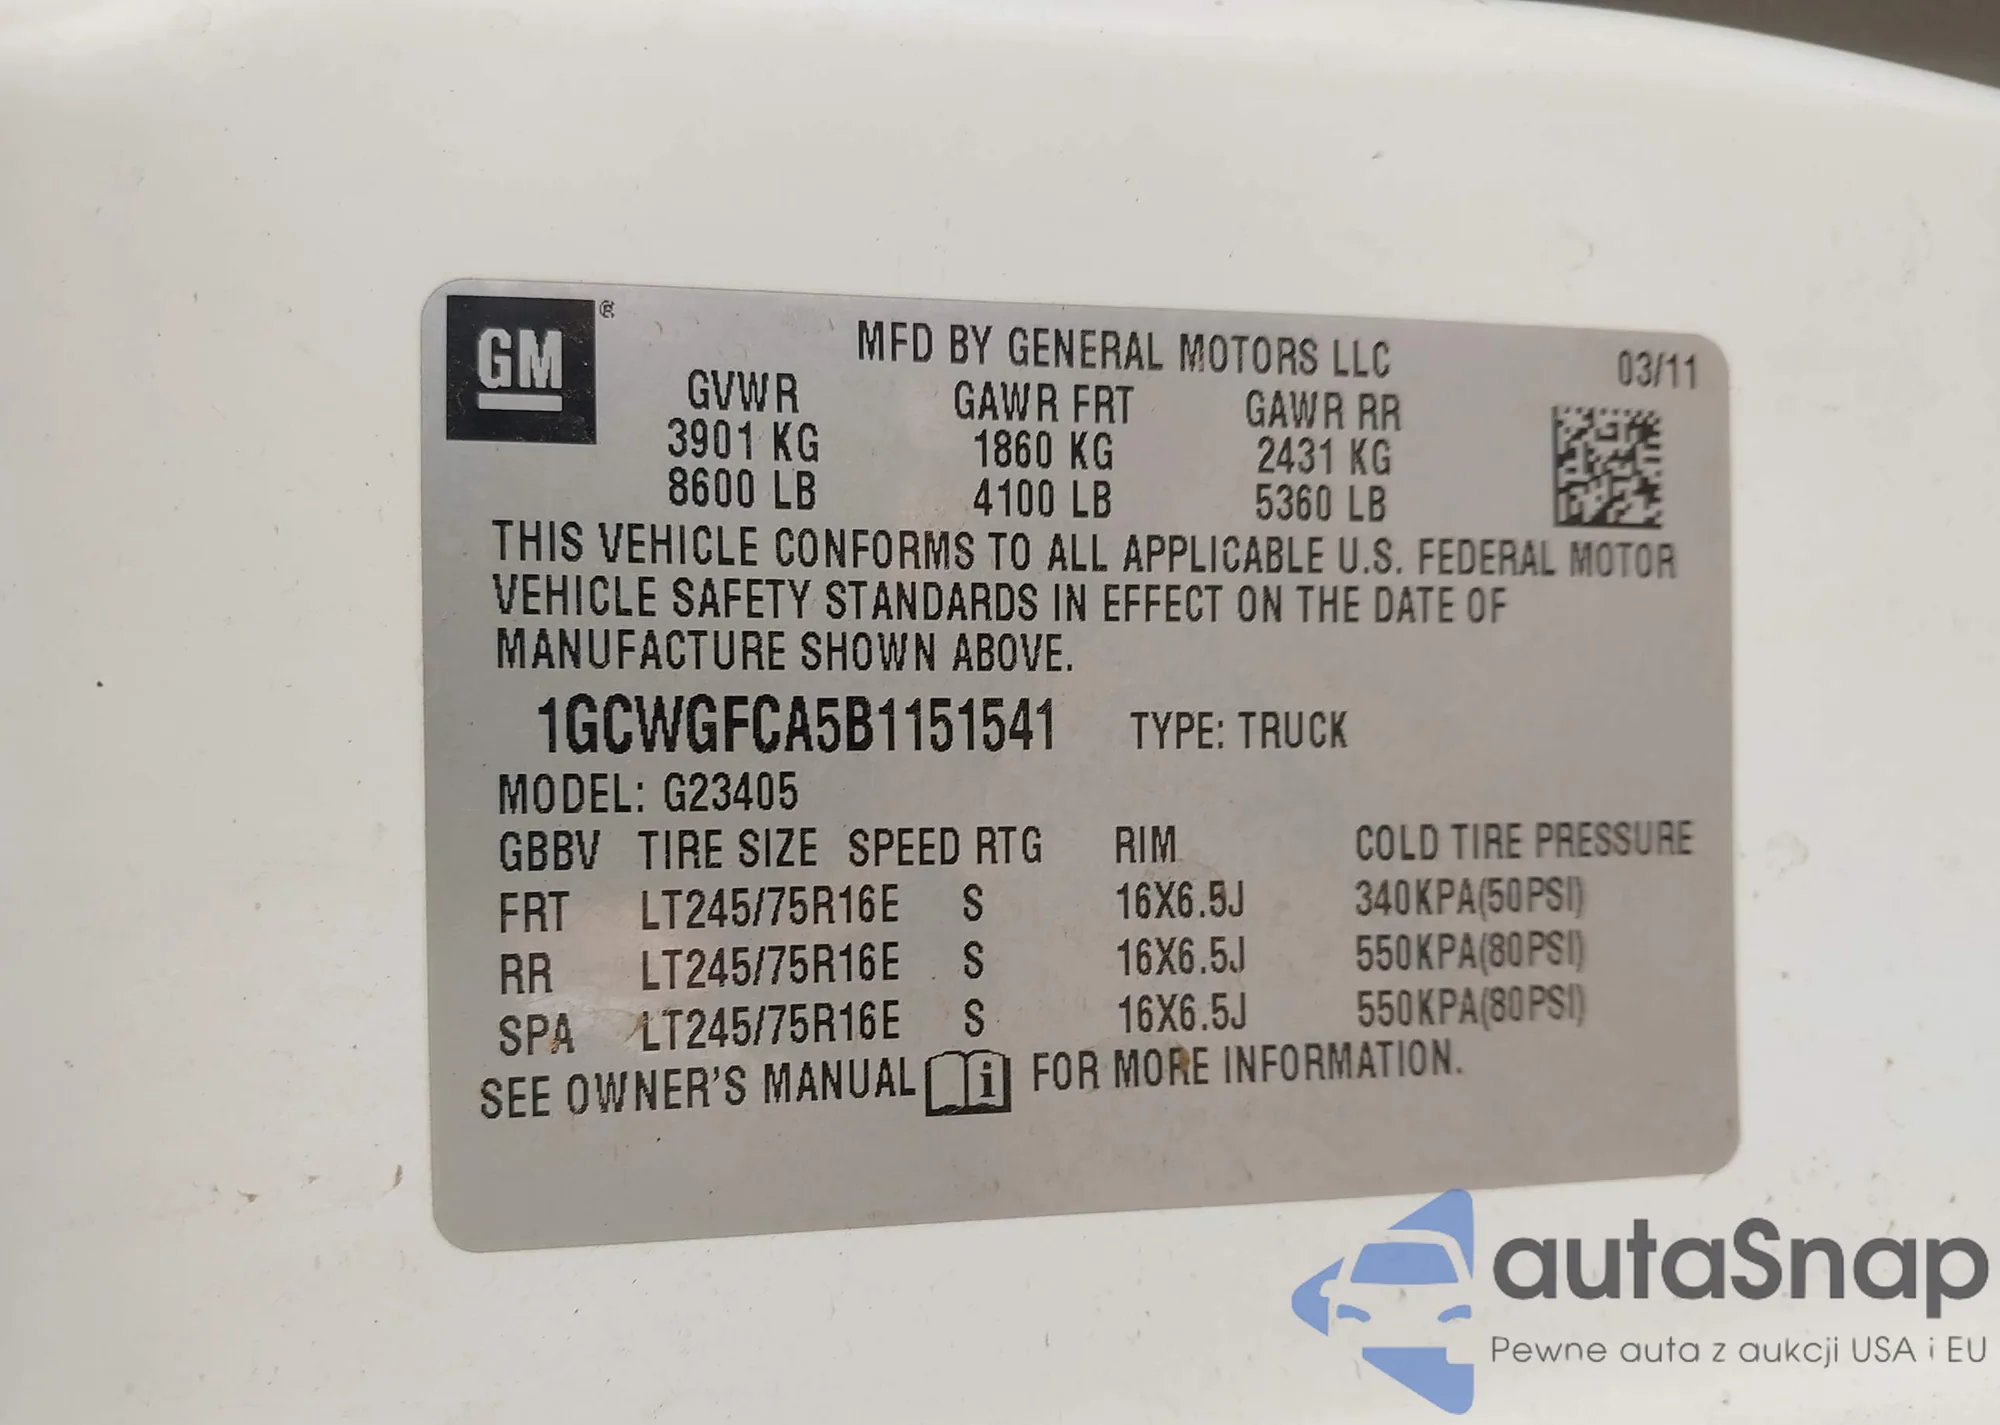 GM ®
MFD BY GENERAL MOTORS LLC 03/11
GVWR GAWR FRT GAWR RR
3901 KG 1860 KG 2431 KG
8600 LB 4100 LB 5360 LB
THIS VEHICLE CONFORMS TO ALL APPLICABLE U.S. FEDERAL MOTOR
VEHICLE SAFETY STANDARDS IN EFFECT ON THE DATE OF
MANUFACTURE SHOWN ABOVE.
1GCWGFCA5B1151541 TYPE: TRUCK
MODEL: G23405
GBBV TIRE SIZE SPEED RTG RIM COLD TIRE PRESSURE
FRT LT245/75R16E S 16X6.5J 340KPA(50PSI)
RR LT245/75R16E S 16X6.5J 550KPA(80PSI)
SPA LT245/75R16E S 16X6.5J 550KPA(80PSI)
SEE OWNER'S MANUAL i FOR MORE INFORMATION.
autaSnap
Pewne auta z aukcji USA i EU